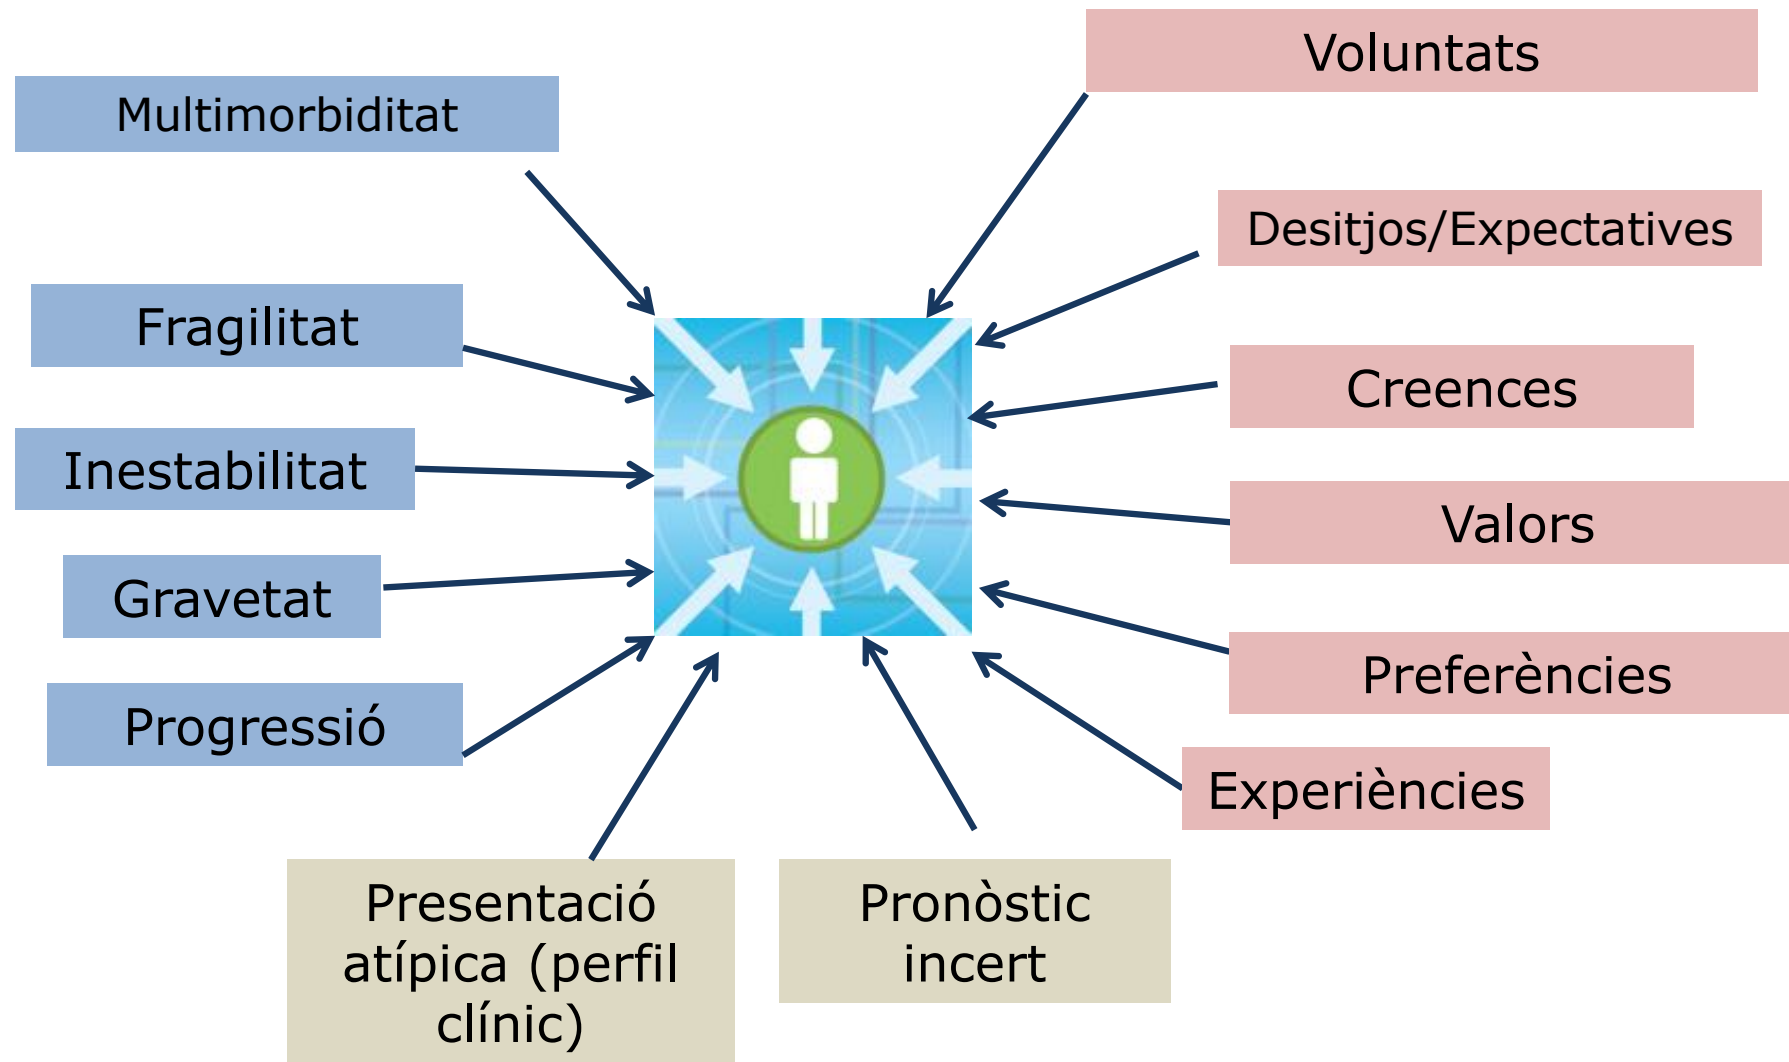 Multimorbiditat
Fragilitat
Inestabilitat
Gravetat
Progressió
Voluntats
Desitjos/Expectatives
Creences
Valors
Preferències
Experiències
Presentació
atípica (perfil
clínic)
Pronòstic
incert